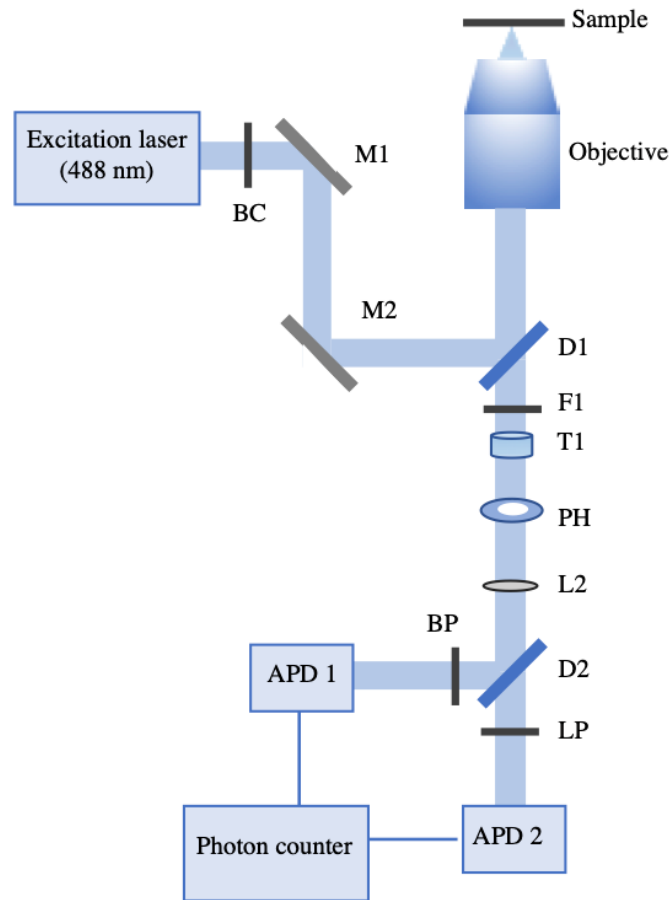 Sample
Excitation laser
(488 nm)
M1
Objective
BC
M2
D1
F1
T1
PH
L2
BP
APD 1
D2
LP
Photon counter
APD 2